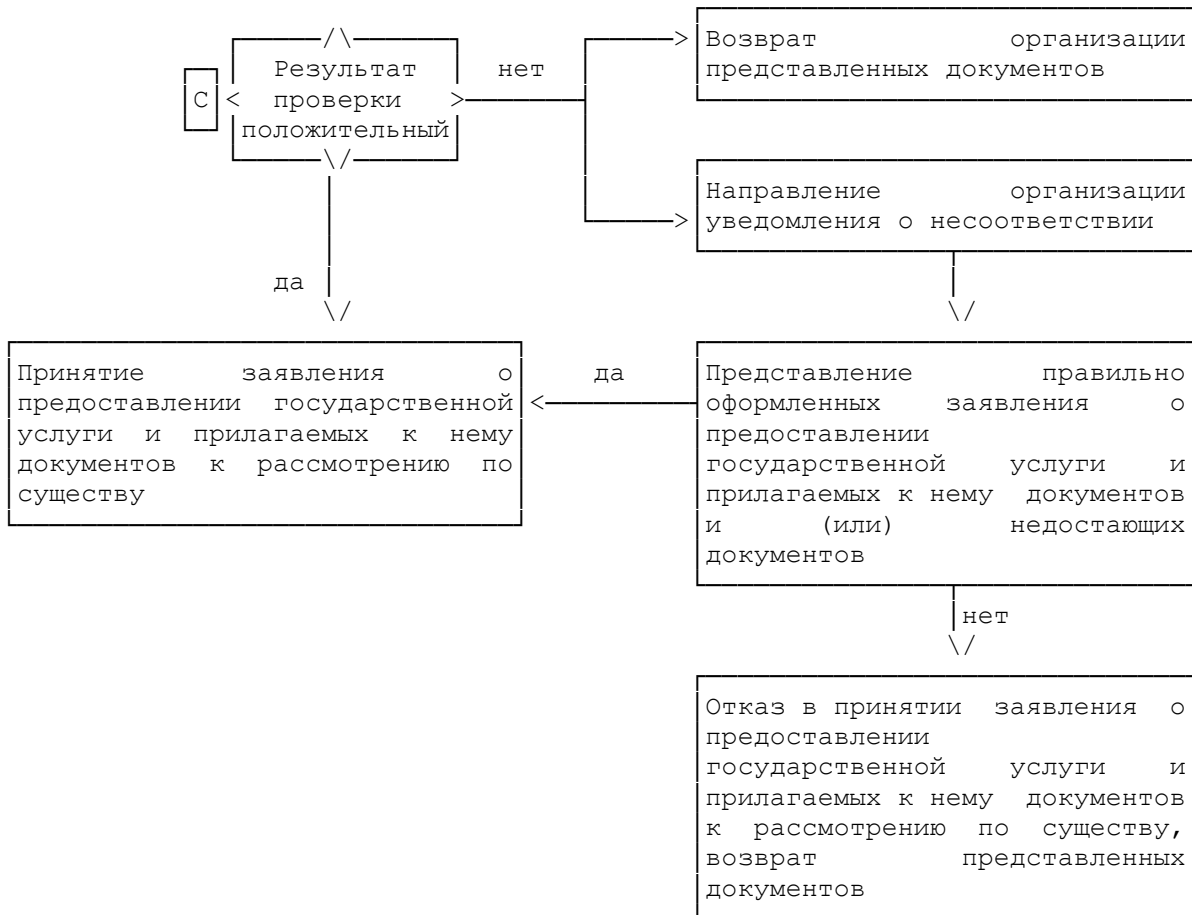 Возврат организации
представленных документов
Результат
проверки
положительный
С
нет
Направление организации
уведомления о несоответствии
да
Принятие заявления о
предоставлении государственной
услуги и прилагаемых к нему
документов к рассмотрению по
существу
да
Представление правильно
оформленных заявления о
предоставлении
государственной услуги и
прилагаемых к нему документов
и (или) недостающих
документов
нет
Отказ в принятии заявления о
предоставлении
государственной услуги и
прилагаемых к нему документов
к рассмотрению по существу,
возврат представленных
документов